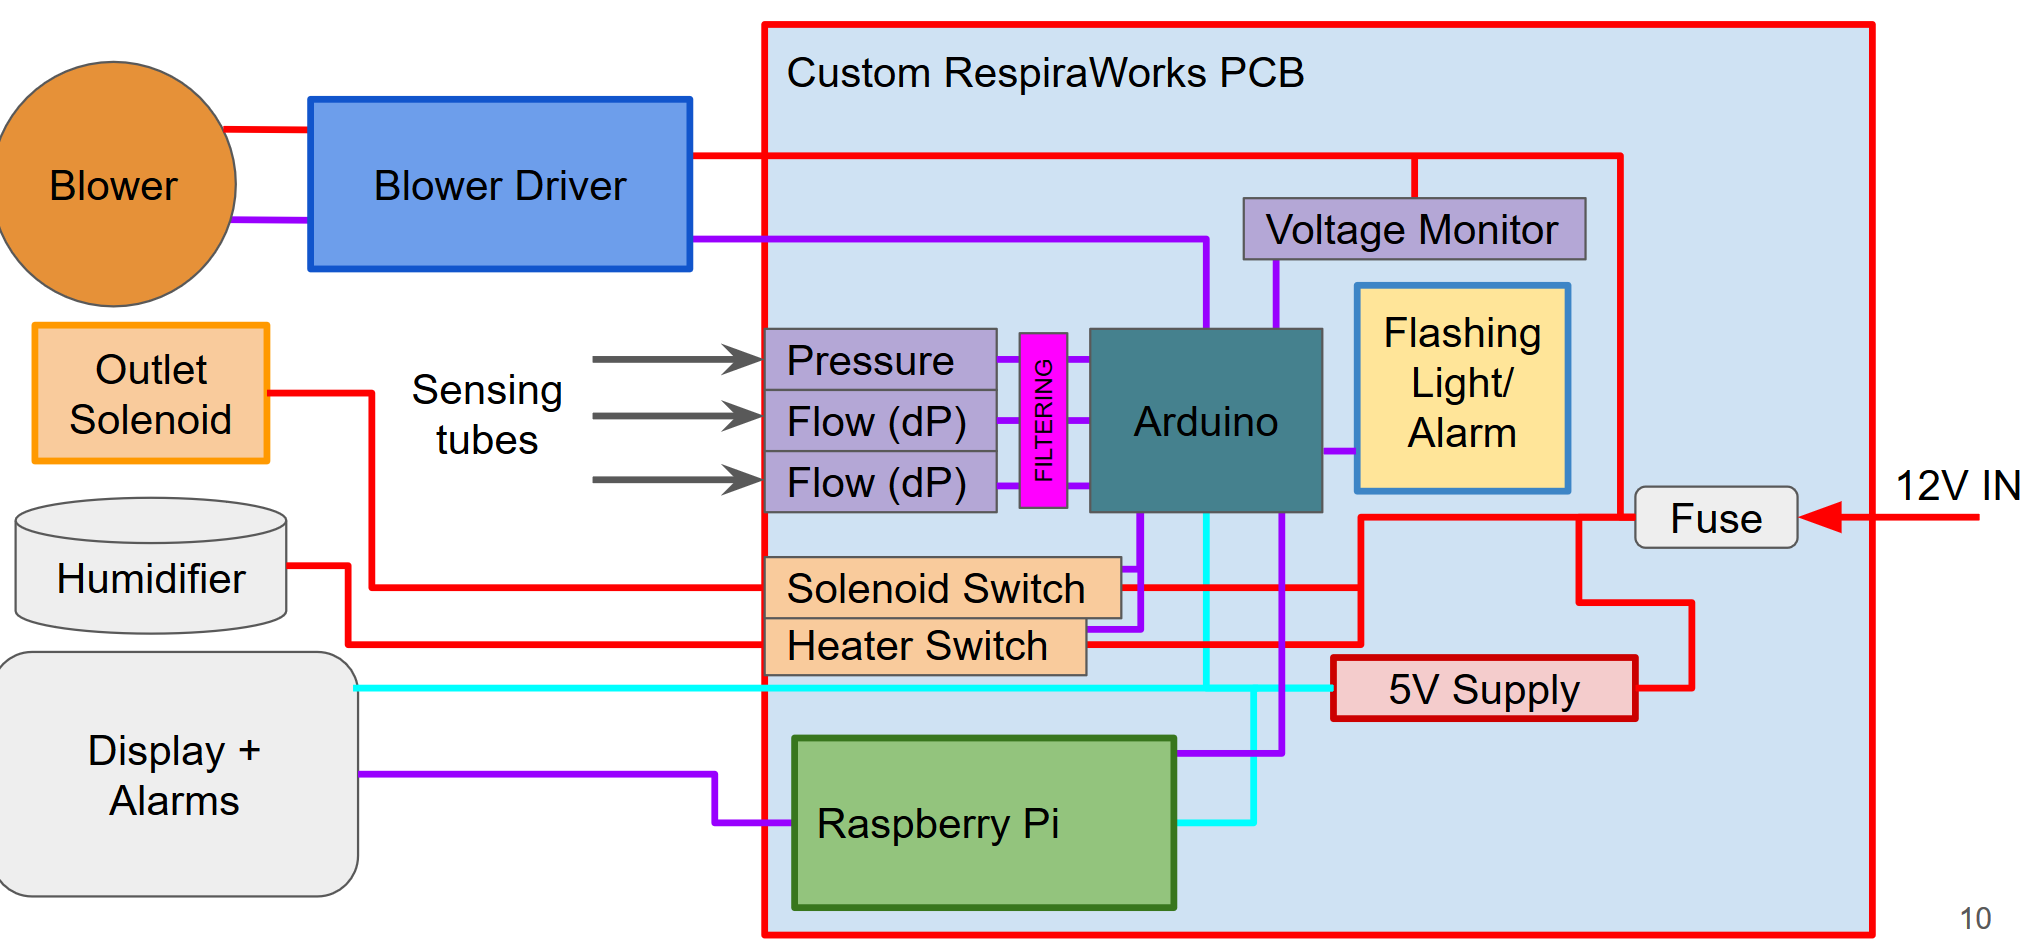 Custom RespiraWorks PCB
Blower
Blower Driver
Voltage Monitor
Outlet
Solenoid
Sensing
tubes
Pressure
Flow (dP)
Flow (dP)
FILTERING
Arduino
Flashing
Light/
Alarm
12V IN
Fuse
Humidifier
Solenoid Switch
Heater Switch
5V Supply
Display +
Alarms
Raspberry Pi
10